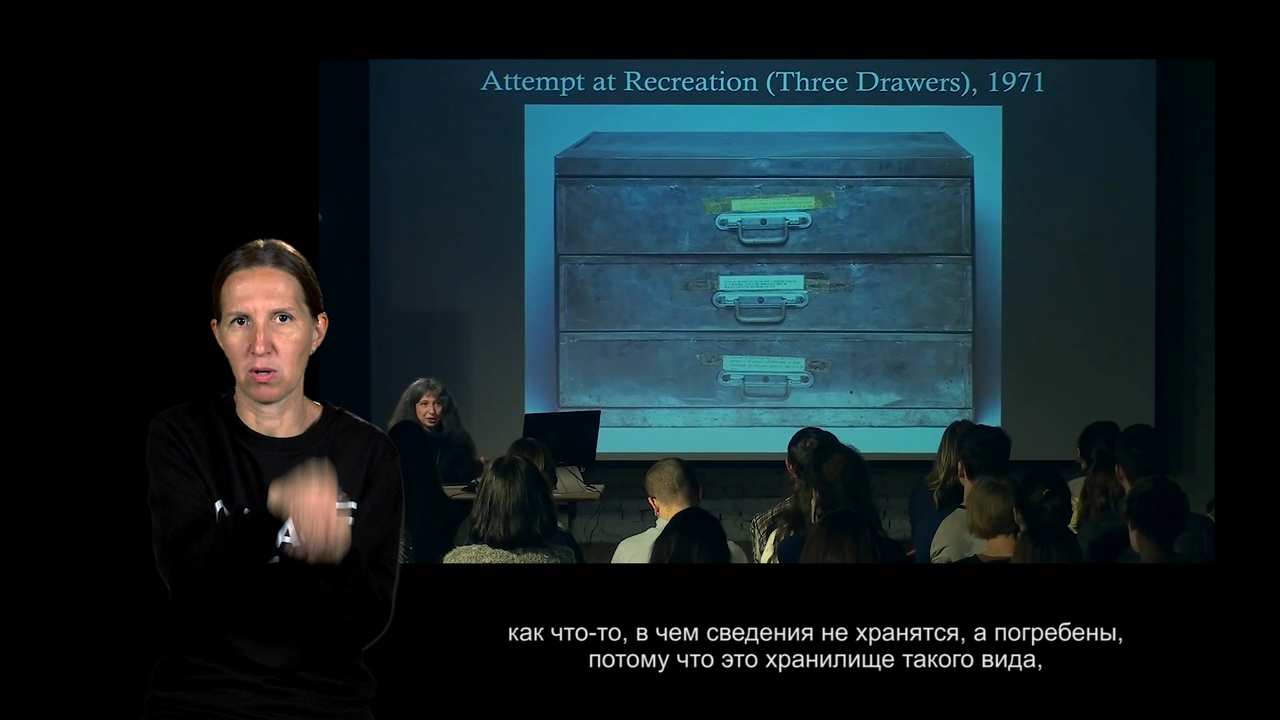 Attempt at Recreation (Three Drawers), 1971
как что-то, в чем сведения не хранятся, а погребены,
потому что это хранилище такого вида,